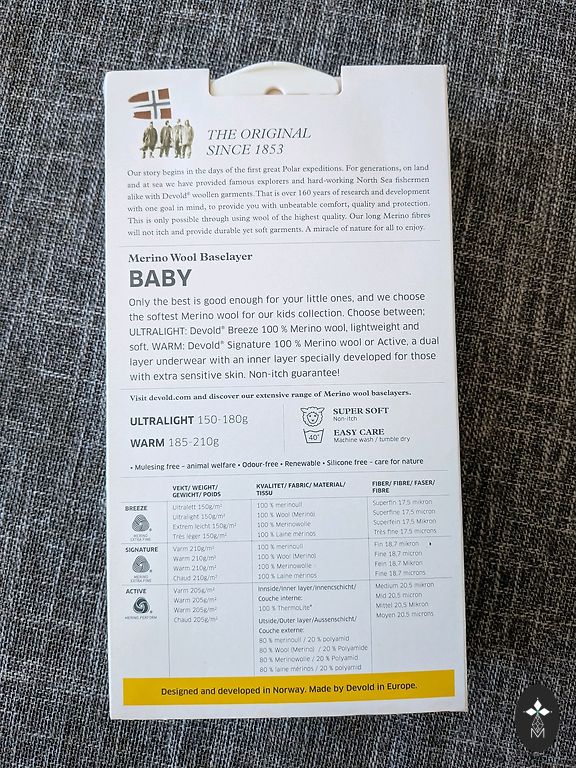 THE ORIGINAL
SINCE 1853
Our story begins in the days of the first great Polar expeditions. For generations, on land
and at sea we have provided famous explorers and hard-working North Sea fishermen
alike with Devold® woollen garments. That is over 160 years of research and development
with one goal in mind, to provide you with unbeatable comfort, quality and protection.
This is only possible through using wool of the highest quality. Our long Merino fibres
will not itch and provide durable yet soft garments. A miracle of nature for all to enjoy.
Merino Wool Baselayer
BABY
Only the best is good enough for your little ones, and we choose
the softest Merino wool for our kids collection. Choose between;
ULTRALIGHT: Devold® Breeze 100 % Merino wool, lightweight and
soft. WARM: Devold® Signature 100 % Merino wool or Active, a dual
layer underwear with an inner layer specially developed for those
with extra sensitive skin. Non-itch guarantee!
Visit devold.com and discover our extensive range of Merino wool baselayers.
ULTRALIGHT 150-180g
WARM 185-210g
SUPER SOFT
Non-itch
40°
EASY CARE
Machine wash / tumble dry
• Mulesing free - animal welfare • Odour-free • Renewable • Silicone free - care for nature
VEKT/ WEIGHT/
GEWICHT/ POIDS
KVALITET/ FABRIC/ MATERIAL/
TISSU
FIBER/ FIBRE/ FASER/
FIBRE
BREEZE
MERINO
EXTRA FINE
Ultralett 150g/m²
Ultralight 150g/m²
Extrem leicht 150g/m²
Très léger 150g/m²
100 % merinoull
100 % Wool (Merino)
100 % Merinowolle
100 % Laine mérinos
Superfin 17,5 mikron
Superfine 17,5 micron
Superfein 17,5 Mikron
Très fine 17,5 microns
SIGNATURE
MERINO
EXTRA FINE
Varm 210g/m²
Warm 210g/m²
Warm 210g/m²
Chaud 210g/m²
100 % merinoull
100 % Wool (Merino)
100 % Merinowolle
100 % Laine mérinos
Fin 18,7 mikron
Fine 18,7 micron
Fein 18,7 Mikron
Fine 18,7 microns
ACTIVE
MERINO PERFORM
Varm 205g/m²
Warm 205g/m²
Warm 205g/m²
Chaud 205g/m²
Innside/Inner layer/innenschicht/
Couche interne:
100 % ThermoLite®
Utside/Outer layer/Aussenschicht/
Couche externe:
80 % merinoull / 20 % polyamid
80 % Wool (Merino) / 20 % Polyamide
80 % Merinowolle / 20 % Polyamid
80 % laine mérinos / 20 % polyamid
Medium 20,5 mikron
Mid 20,5 micron
Mittel 20,5 Mikron
Moyen 20,5 microns
Designed and developed in Norway. Made by Devold in Europe.